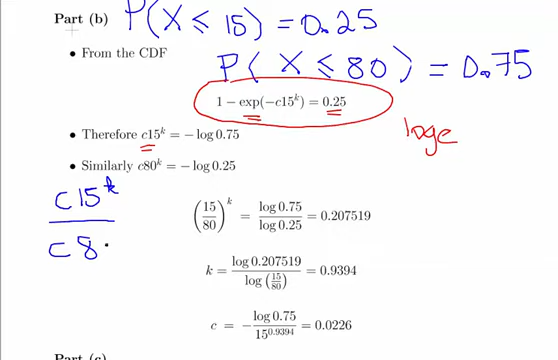 Part (b) P(X ≤ 15) = 0.25
• From the CDF
P(X ≤ 80) = 0.75
1 − exp(−c15^k) = 0.25
loge
• Therefore c15^k = − log 0.75
• Similarly c80^k = − log 0.25
c15^k
c8
(15/80)^k = log 0.75 / log 0.25 = 0.207519
k = log 0.207519 / log (15/80) = 0.9394
c = − log 0.75 / 15^0.9394 = 0.0226
Part (c)